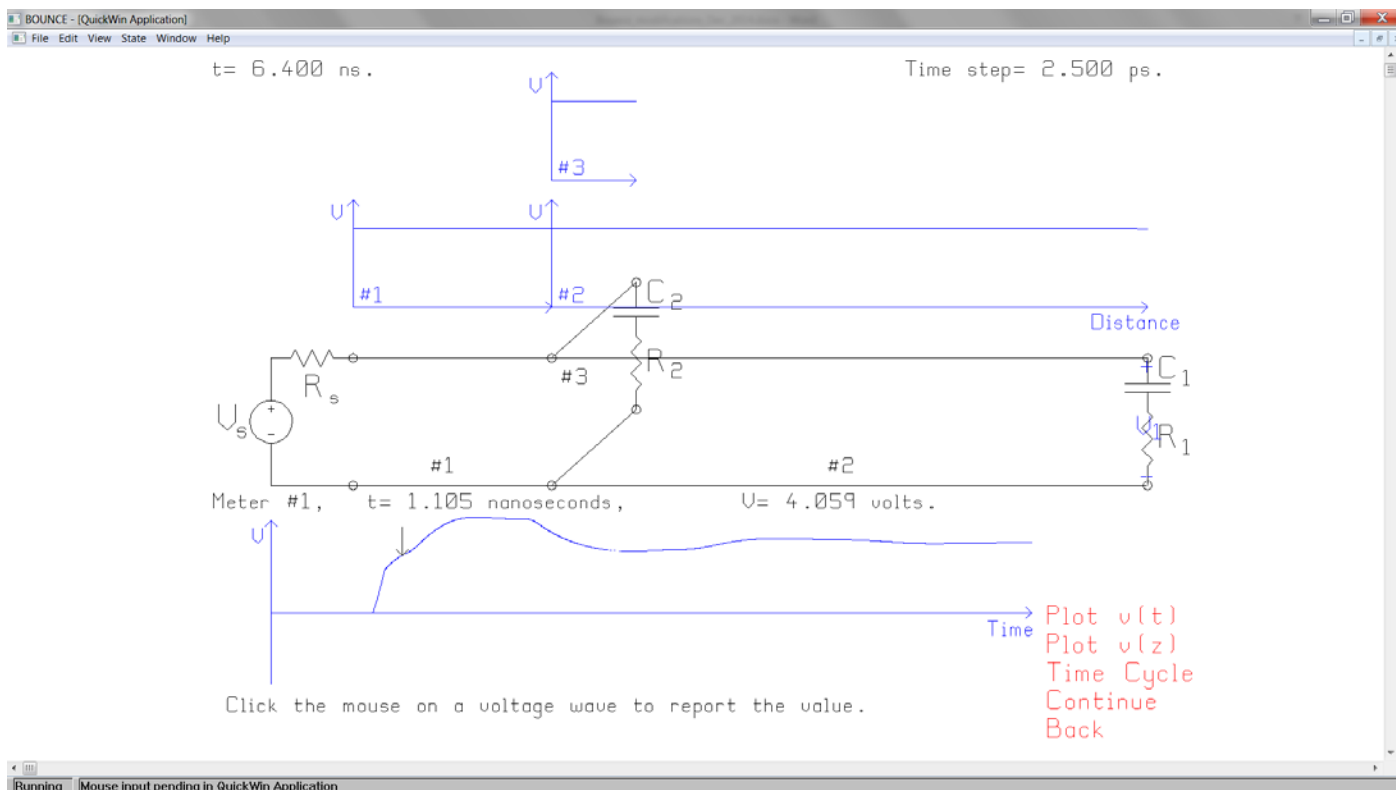 BOUNCE - [QuickWin Application]
File Edit View State Window Help
t= 6.400 ns.
Time step= 2.500 ps.
V
#3
V
V
#1
#2
Distance
C2
R2
#3
Rs
Vs
C1
V1
R1
#1
#2
Meter #1, t= 1.105 nanoseconds, V= 4.059 volts.
V
Time
Plot v(t)
Plot v(z)
Time Cycle
Continue
Back
Click the mouse on a voltage wave to report the value.
Running Mouse input pending in QuickWin Application